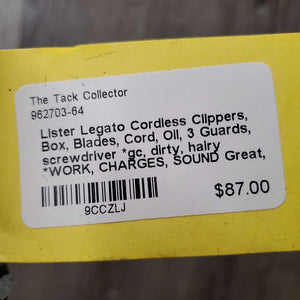 The Tack Collector
962703-64
Lister Legato Cordless Clippers,
Box, Blades, Cord, Oil, 3 Guards,
screwdriver *gc, dirty, hairy
*WORK, CHARGES, SOUND Great,
$87.00
9CCZLJ